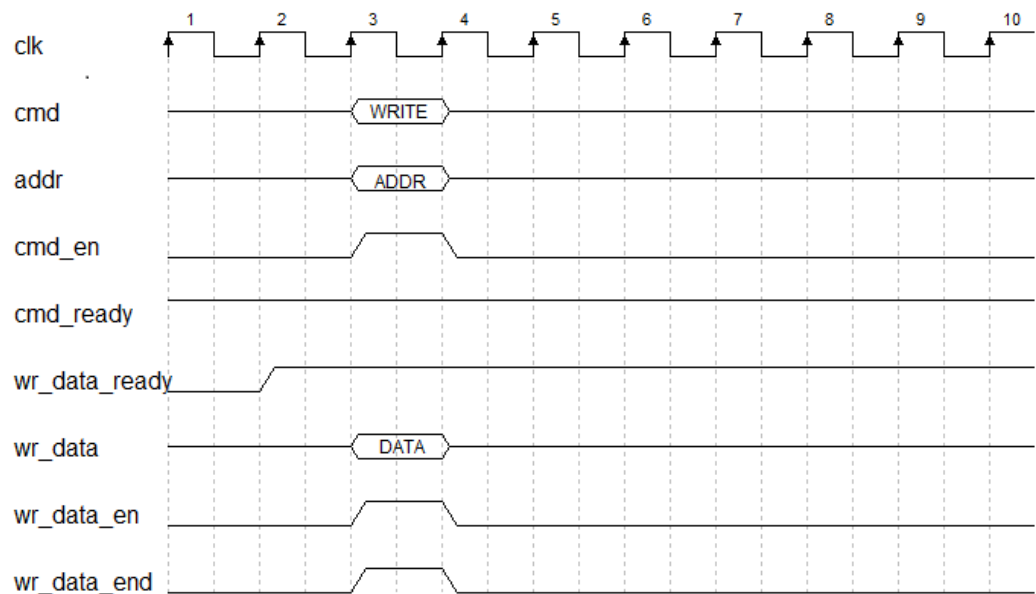 1 2 3 4 5 6 7 8 9 10
clk
cmd WRITE
addr ADDR
cmd_en
cmd_ready
wr_data_ready
wr_data DATA
wr_data_en
wr_data_end